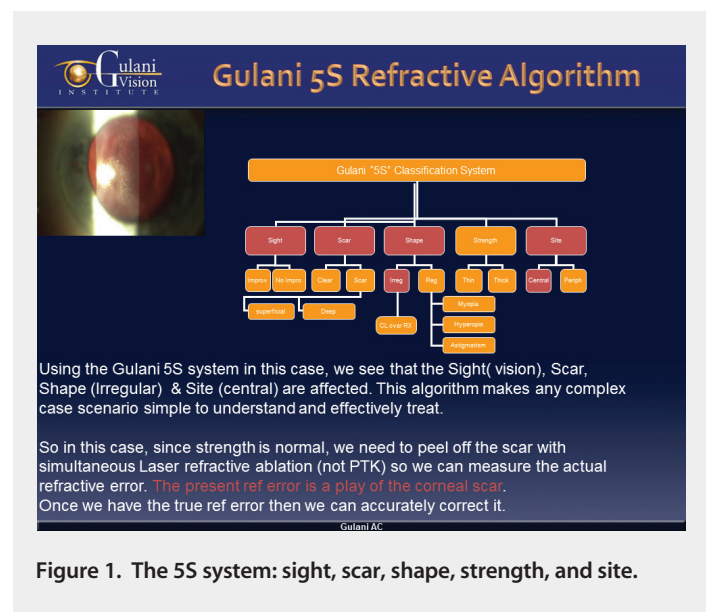 Gulani
Vision
INSTITUTE
Gulani 5S Refractive Algorithm
Gulani "5S" Classification System
Sight
Scar
Shape
Strength
Site
Improv
No Impro
Clear
Scar
Irreg
Reg
Thin
Thick
Central
Periph
superficial
Deep
CL over RX
Myopia
Hyperopia
Astigmatism
Using the Gulani 5S system in this case, we see that the Sight( vision), Scar,
Shape (Irregular) & Site (central) are affected. This algorithm makes any complex
case scenario simple to understand and effectively treat.
So in this case, since strength is normal, we need to peel off the scar with
simultaneous Laser refractive ablation (not PTK) so we can measure the actual
refractive error. The present ref error is a play of the corneal scar.
Once we have the true ref error then we can accurately correct it.
Gulani AC
Figure 1. The 5S system: sight, scar, shape, strength, and site.